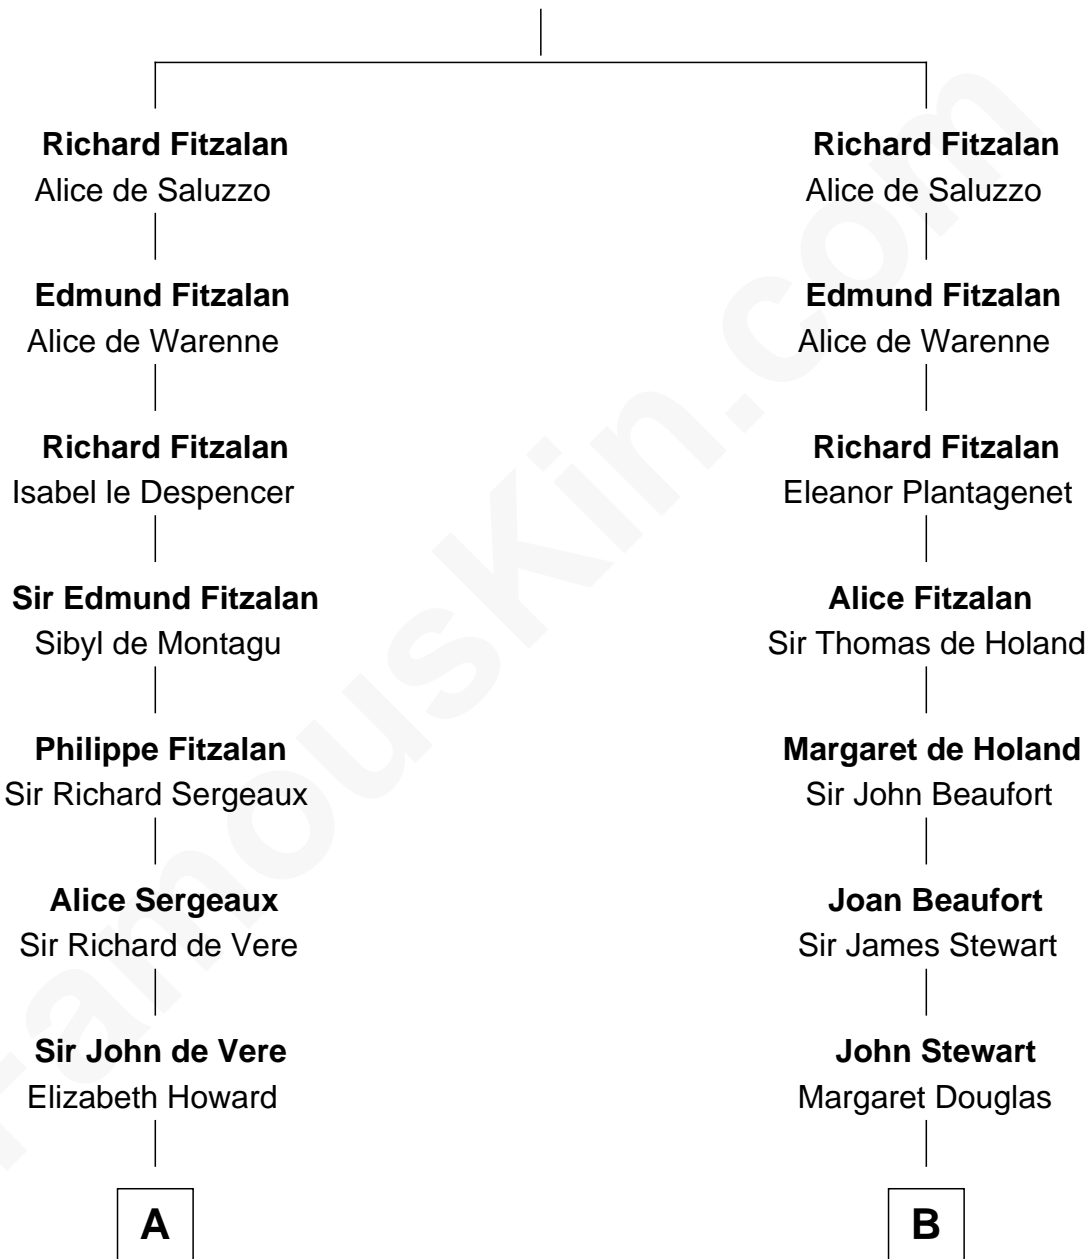 Richard Fitzalan
Alice de Saluzzo
Edmund Fitzalan
Alice de Warenne
Richard Fitzalan
Isabel le Despencer
Sir Edmund Fitzalan
Sibyl de Montagu
Philippe Fitzalan
Sir Richard Sergeaux
Alice Sergeaux
Sir Richard de Vere
Sir John de Vere
Elizabeth Howard
A
Richard Fitzalan
Alice de Saluzzo
Edmund Fitzalan
Alice de Warenne
Richard Fitzalan
Eleanor Plantagenet
Alice Fitzalan
Sir Thomas de Holand
Margaret de Holand
Sir John Beaufort
Joan Beaufort
Sir James Stewart
John Stewart
Margaret Douglas
B
FamousKin.com